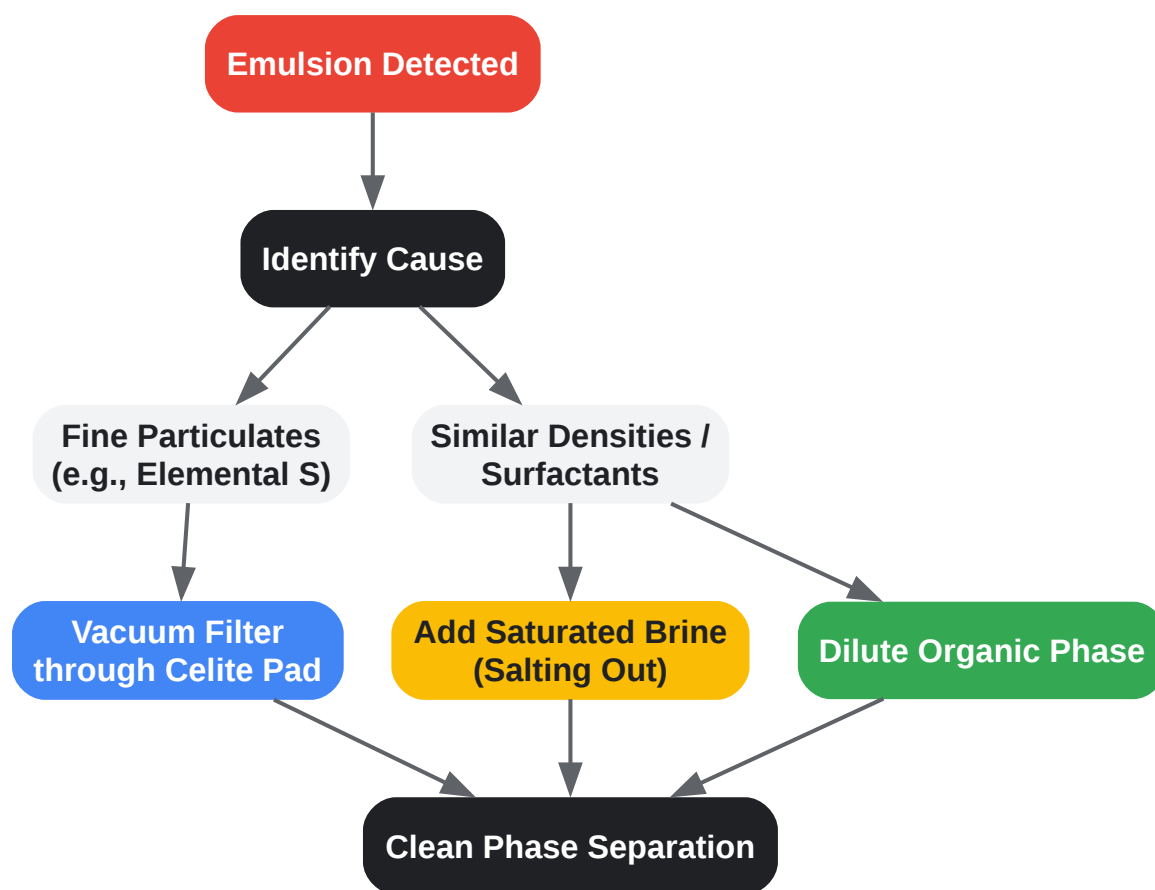 Emulsion Detected
Identify Cause
Fine Particulates
(e.g., Elemental S)
Similar Densities /
Surfactants
Vacuum Filter
through Celite Pad
Add Saturated Brine
(Salting Out)
Dilute Organic Phase
Clean Phase Separation